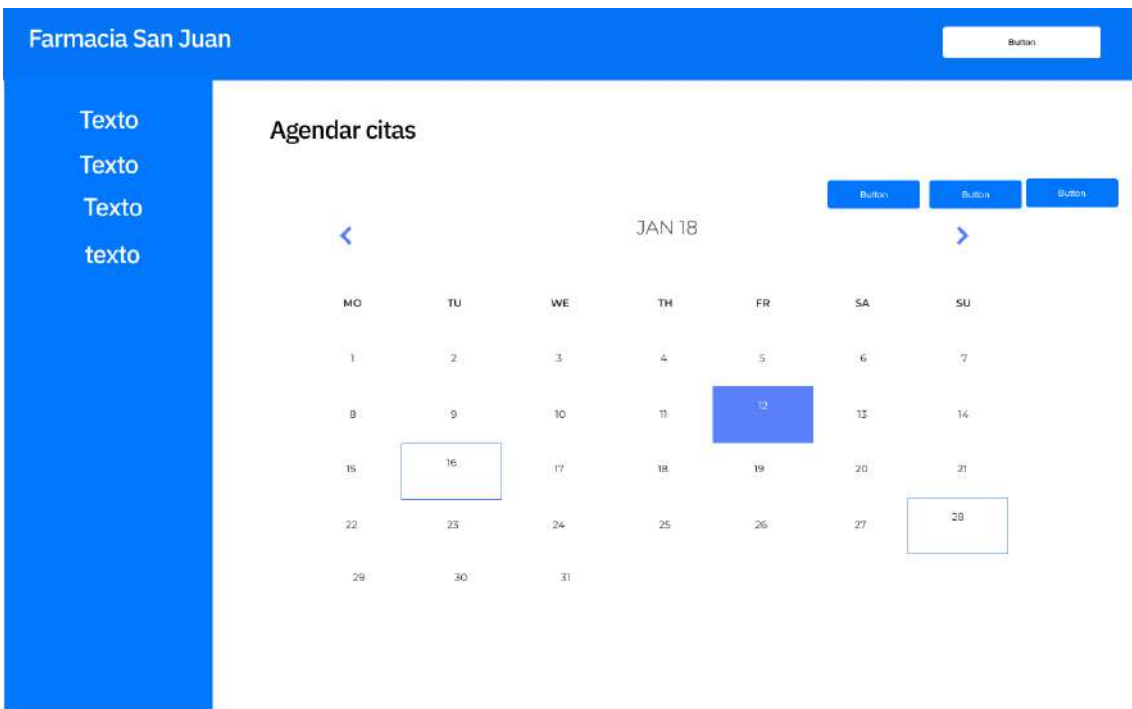 Farmacia San Juan
Button
Texto
Texto
Texto
texto
Agendar citas
Button Button Button
JAN 18
MO TU WE TH FR SA SU
1 2 3 4 5 6 7
8 9 10 11 12 13 14
15 16 17 18 19 20 21
22 23 24 25 26 27 28
29 30 31